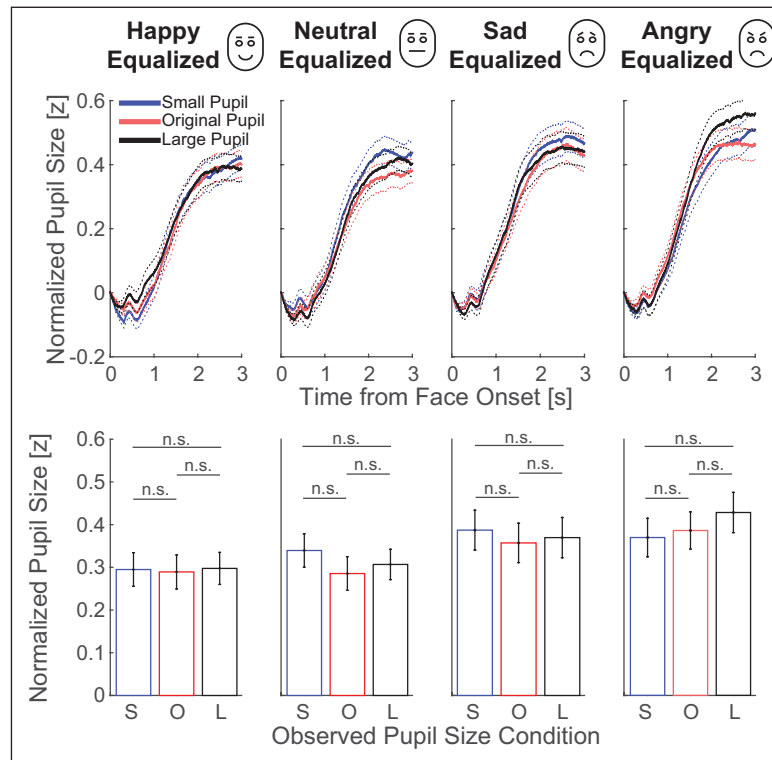 Happy Equalized
Neutral Equalized
Sad Equalized
Angry Equalized
Normalized Pupil Size [z]
0.6
0.4
0.2
0
-0.2
Small Pupil
Original Pupil
Large Pupil
0 1 2 3
0 1 2 3
0 1 2 3
0 1 2 3
Time from Face Onset [s]
Normalized Pupil Size [z]
0.6
0.5
0.4
0.3
0.2
0.1
0
n.s.
n.s.
n.s.
n.s.
n.s.
n.s.
n.s.
n.s.
n.s.
n.s.
n.s.
n.s.
S O L
S O L
S O L
S O L
Observed Pupil Size Condition